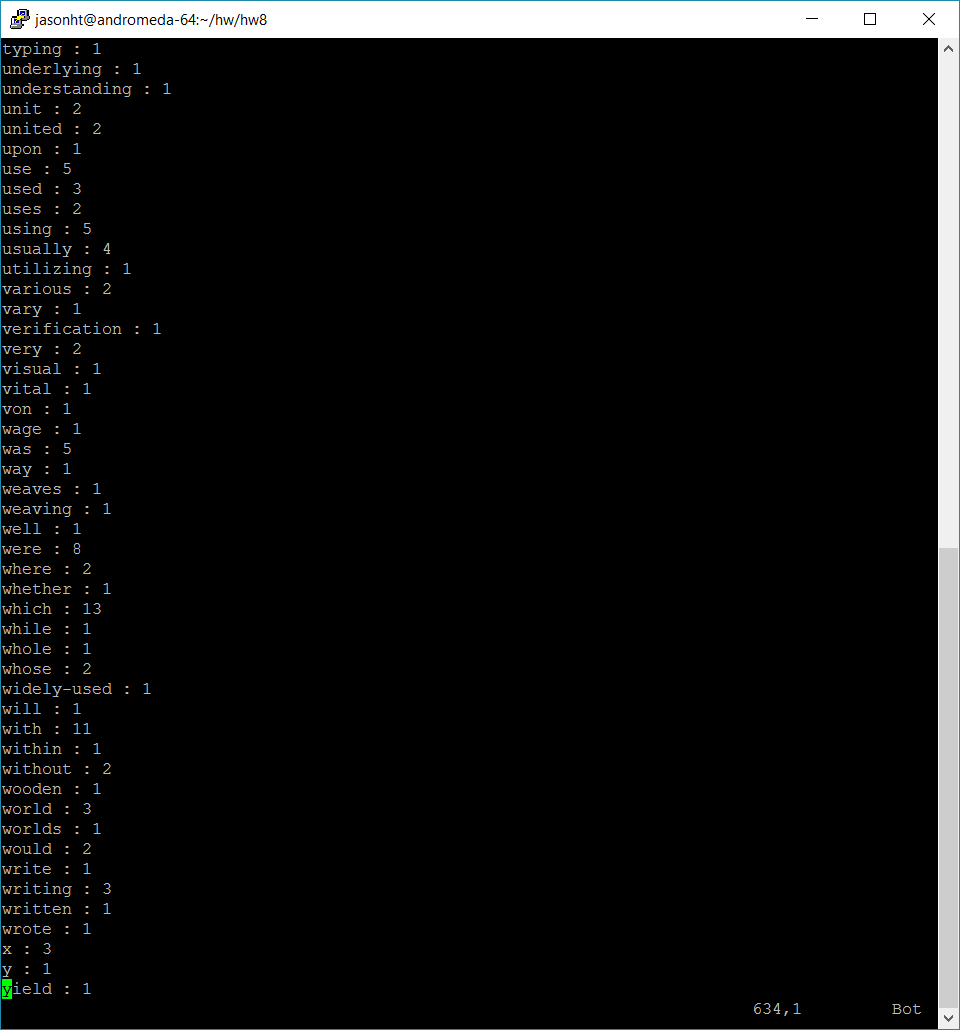 jasonht@andromeda-64:~/hw/hw8
typing : 1
underlying : 1
understanding : 1
unit : 2
united : 2
upon : 1
use : 5
used : 3
uses : 2
using : 5
usually : 4
utilizing : 1
various : 2
vary : 1
verification : 1
very : 2
visual : 1
vital : 1
von : 1
wage : 1
was : 5
way : 1
weaves : 1
weaving : 1
well : 1
were : 8
where : 2
whether : 1
which : 13
while : 1
whole : 1
whose : 2
widely-used : 1
will : 1
with : 11
within : 1
without : 2
wooden : 1
world : 3
worlds : 1
would : 2
write : 1
writing : 3
written : 1
wrote : 1
x : 3
y : 1
yield : 1
634,1 Bot